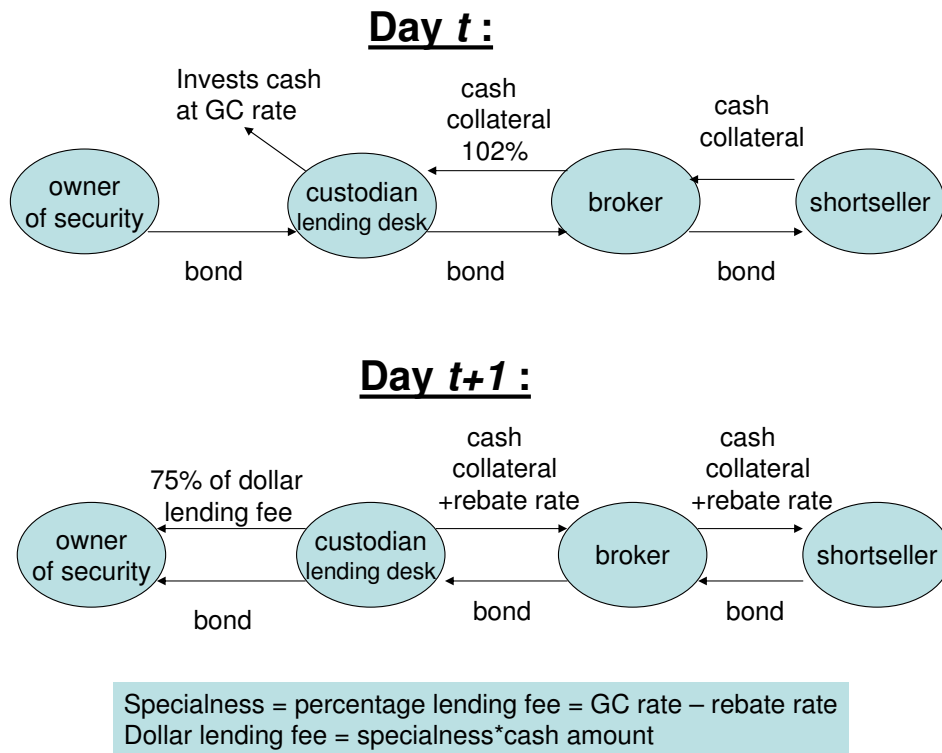 Day t :
Invests cash
at GC rate
cash
collateral
102%
cash
collateral
owner
of security
custodian
lending desk
broker
shortseller
bond
bond
bond
Day t+1 :
75% of dollar
lending fee
cash
collateral
+rebate rate
cash
collateral
+rebate rate
owner
of security
custodian
lending desk
broker
shortseller
bond
bond
bond
Specialness = percentage lending fee = GC rate – rebate rate
Dollar lending fee = specialness*cash amount